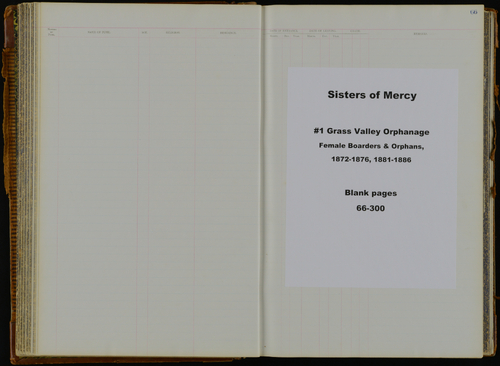 Sisters of Mercy
#1 Grass Valley Orphanage
Female Boarders & Orphans,
1872-1876, 1881-1886
Blank pages
66-300